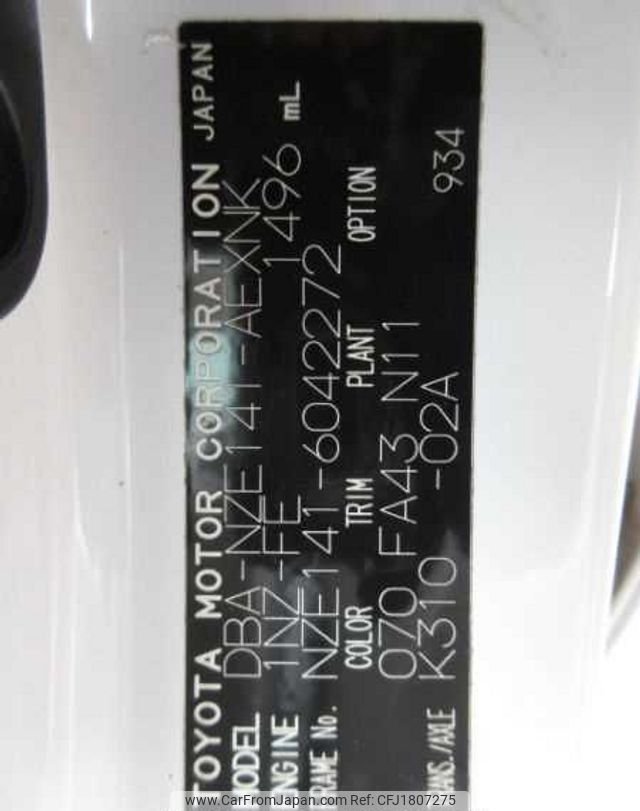 TOYOTA MOTOR CORPORATION JAPAN
MODEL DBA-NZE141-AEXNK
ENGINE 1NZ-FE 1496 mL
FRAME No. NZE141-6042272
COLOR TRIM PLANT OPTION
070 FA43 N11
TRANS./AXLE K310 -02A 934
© CarFromJapan - www.carfromjapan.com - CFJ1807275